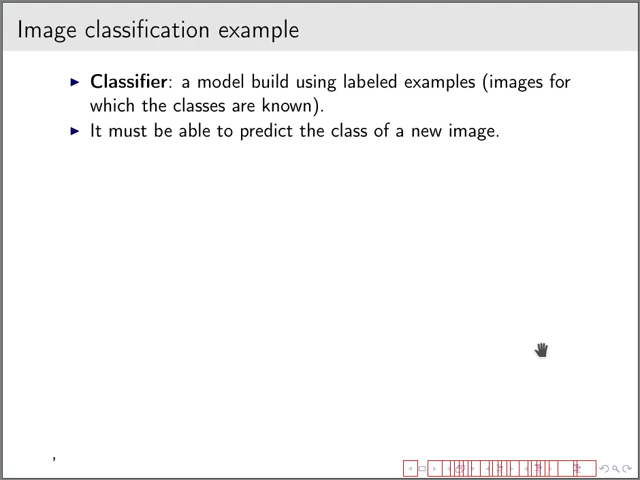 Image classification example
Classifier: a model build using labeled examples (images for
which the classes are known).
It must be able to predict the class of a new image.
,